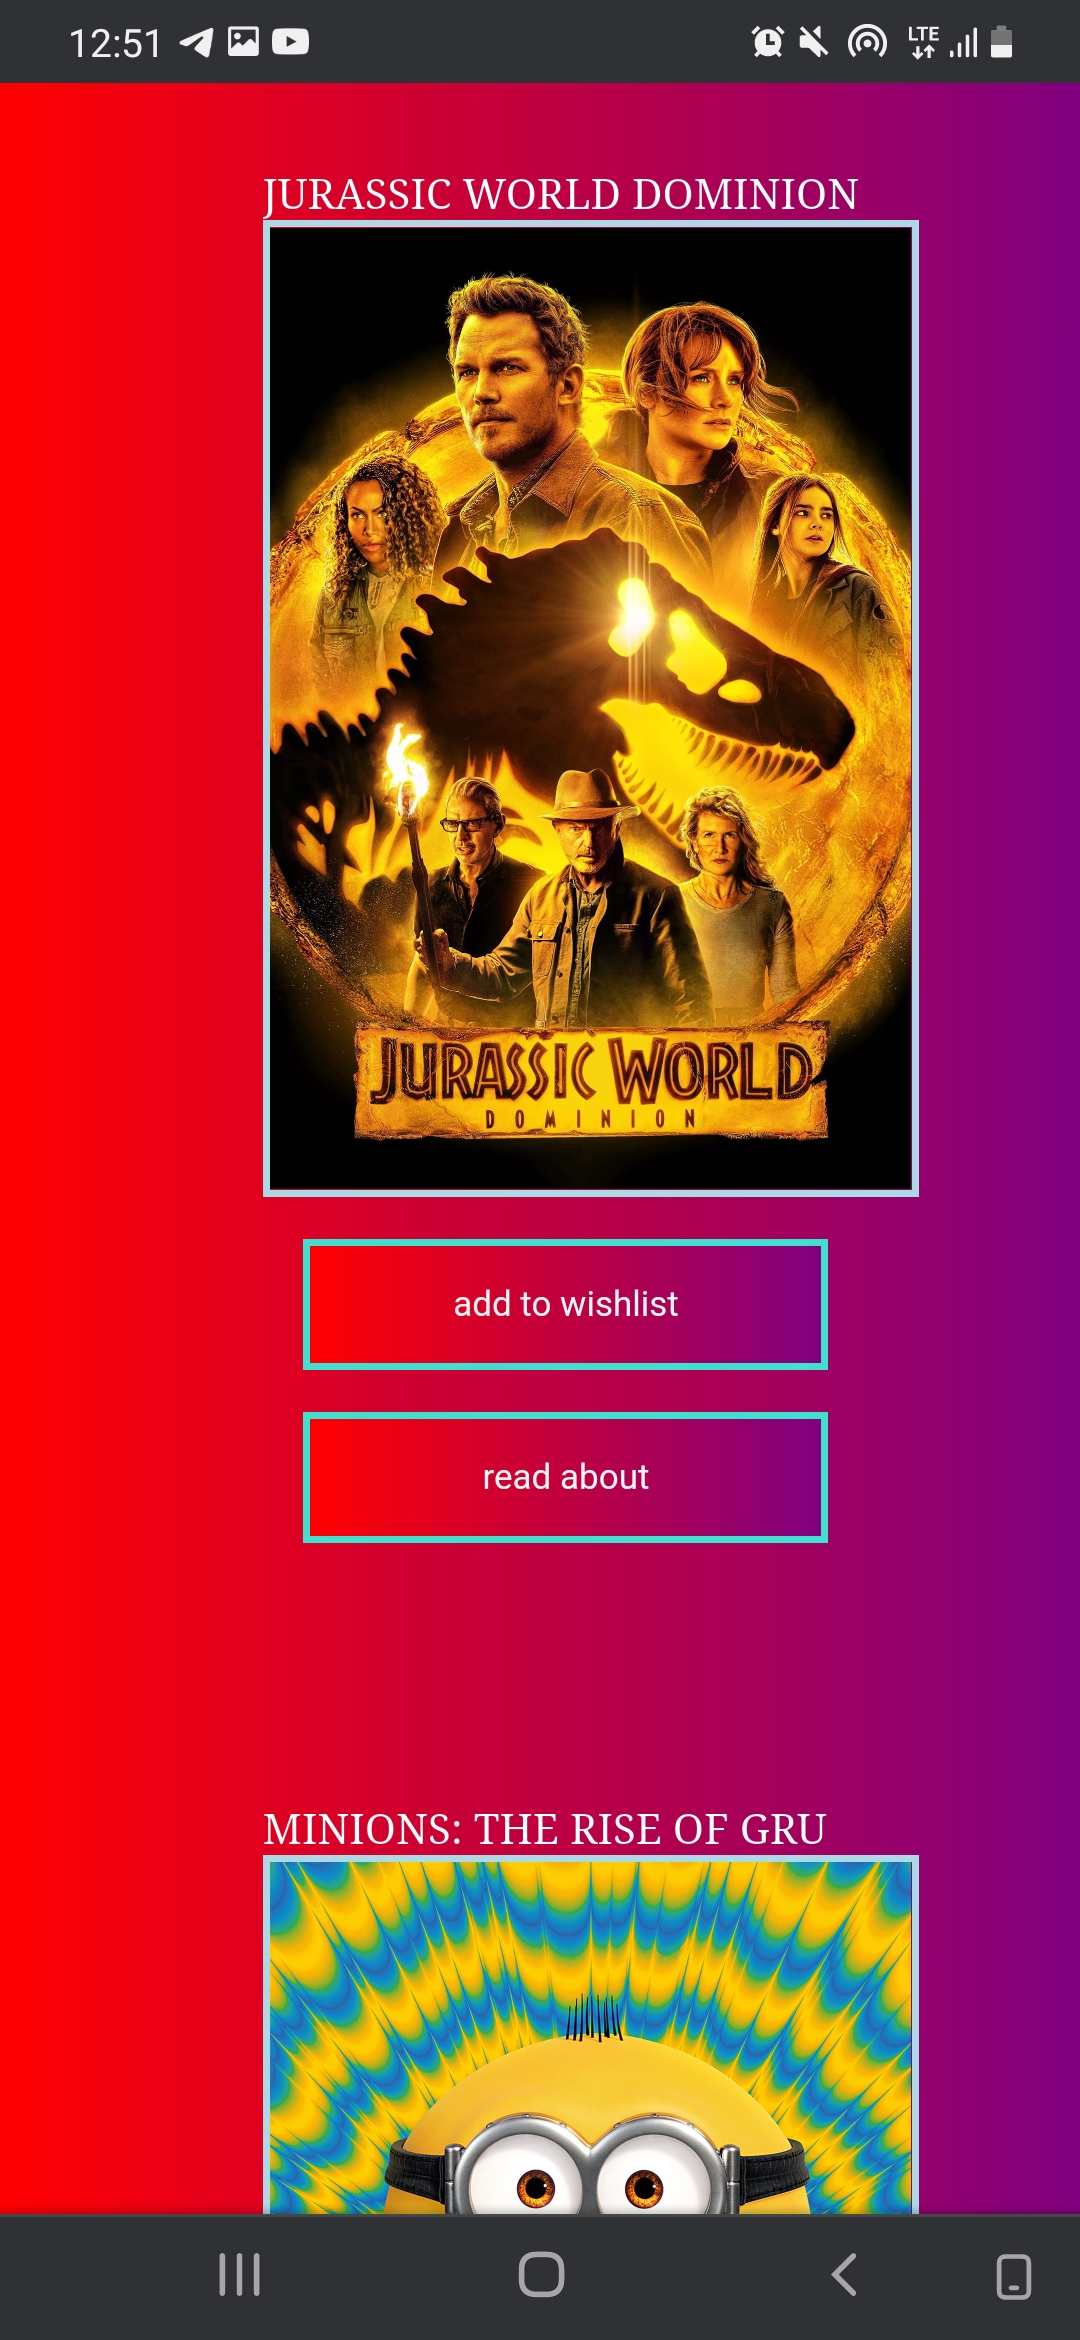 12:51
LTE
JURASSIC WORLD DOMINION
JURASSIC WORLD
DOMINION
add to wishlist
read about
MINIONS: THE RISE OF GRU